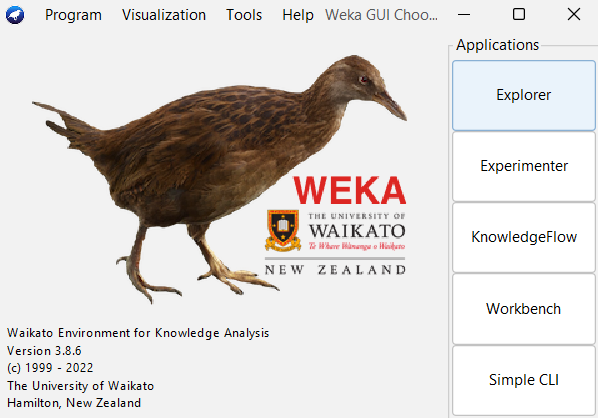 Program Visualization Tools Help Weka GUI Choo...
Applications
Explorer
Experimenter
KnowledgeFlow
Workbench
Simple CLI
WEKA
THE UNIVERSITY OF
WAIKATO
Te Whare Wānanga o Waikato
NEW ZEALAND
Waikato Environment for Knowledge Analysis
Version 3.8.6
(c) 1999 - 2022
The University of Waikato
Hamilton, New Zealand